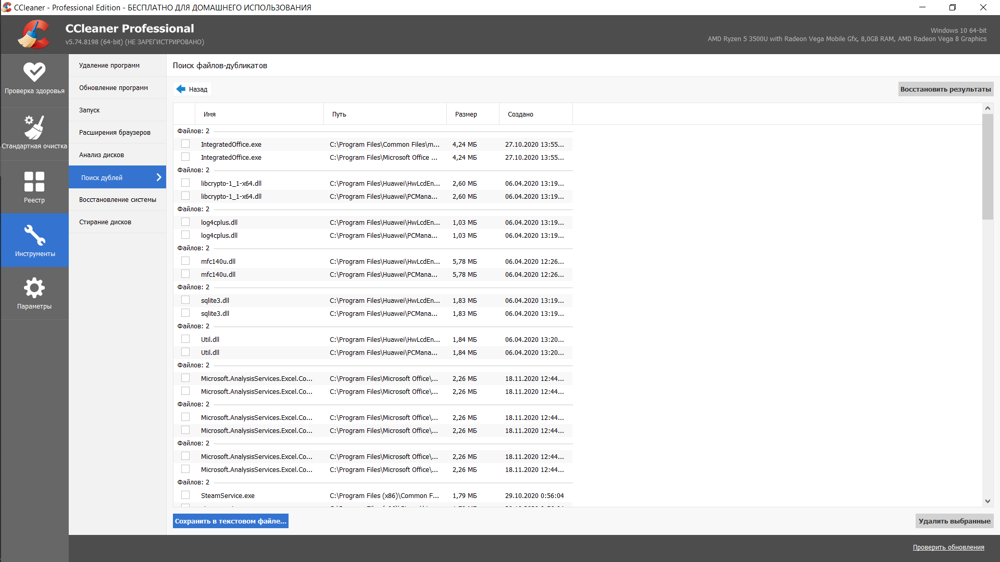 CCleaner - Professional Edition - БЕСПЛАТНО ДЛЯ ДОМАШНЕГО ИСПОЛЬЗОВАНИЯ
CCleaner Professional
v5.74.8198 (64-bit) (НЕ ЗАРЕГИСТРИРОВАНО)
Windows 10 64-bit
AMD Ryzen 5 3500U with Radeon Vega Mobile Gfx, 8,0GB RAM, AMD Radeon Vega 8 Graphics
Проверка здоровья
Стандартная очистка
Реестр
Инструменты
Параметры
Удаление программ
Обновление программ
Запуск
Расширения браузеров
Анализ дисков
Поиск дублей
Восстановление системы
Стирание дисков
Поиск файлов-дубликатов
Назад
Восстановить результаты
Имя Путь Размер Создано
Файлов: 2
IntegratedOffice.exe C:\Program Files\Common Files\m... 4,24 МБ 27.10.2020 13:55...
IntegratedOffice.exe C:\Program Files\Microsoft Office ... 4,24 МБ 27.10.2020 13:55...
Файлов: 2
libcrypto-1_1-x64.dll C:\Program Files\Huawei\HwLcdEn... 2,60 МБ 06.04.2020 13:19...
libcrypto-1_1-x64.dll C:\Program Files\Huawei\PCMana... 2,60 МБ 06.04.2020 13:19...
Файлов: 2
log4cplus.dll C:\Program Files\Huawei\HwLcdEn... 1,03 МБ 06.04.2020 13:19...
log4cplus.dll C:\Program Files\Huawei\PCMana... 1,03 МБ 06.04.2020 13:19...
Файлов: 2
mfc140u.dll C:\Program Files\Huawei\HwLcdEn... 5,78 МБ 06.04.2020 12:26...
mfc140u.dll C:\Program Files\Huawei\PCMana... 5,78 МБ 06.04.2020 12:26...
Файлов: 2
sqlite3.dll C:\Program Files\Huawei\HwLcdEn... 1,83 МБ 06.04.2020 13:19...
sqlite3.dll C:\Program Files\Huawei\PCMana... 1,83 МБ 06.04.2020 13:19...
Файлов: 2
Util.dll C:\Program Files\Huawei\HwLcdEn... 1,84 МБ 06.04.2020 13:20...
Util.dll C:\Program Files\Huawei\PCMana... 1,84 МБ 06.04.2020 13:20...
Файлов: 2
Microsoft.AnalysisServices.Excel.Co... C:\Program Files\Microsoft Office\... 2,26 МБ 18.11.2020 12:44...
Microsoft.AnalysisServices.Excel.Co... C:\Program Files\Microsoft Office\... 2,26 МБ 18.11.2020 12:44...
Файлов: 2
Microsoft.AnalysisServices.Excel.Co... C:\Program Files\Microsoft Office\... 2,26 МБ 18.11.2020 12:44...
Microsoft.AnalysisServices.Excel.Co... C:\Program Files\Microsoft Office\... 2,26 МБ 18.11.2020 12:44...
Файлов: 2
Microsoft.AnalysisServices.Excel.Co... C:\Program Files\Microsoft Office\... 2,26 МБ 18.11.2020 12:44...
Microsoft.AnalysisServices.Excel.Co... C:\Program Files\Microsoft Office\... 2,26 МБ 18.11.2020 12:44...
Файлов: 2
SteamService.exe C:\Program Files (x86)\Common F... 1,79 МБ 29.10.2020 0:56:04
Сохранить в текстовом файле...
Удалить выбранные
Проверить обновления